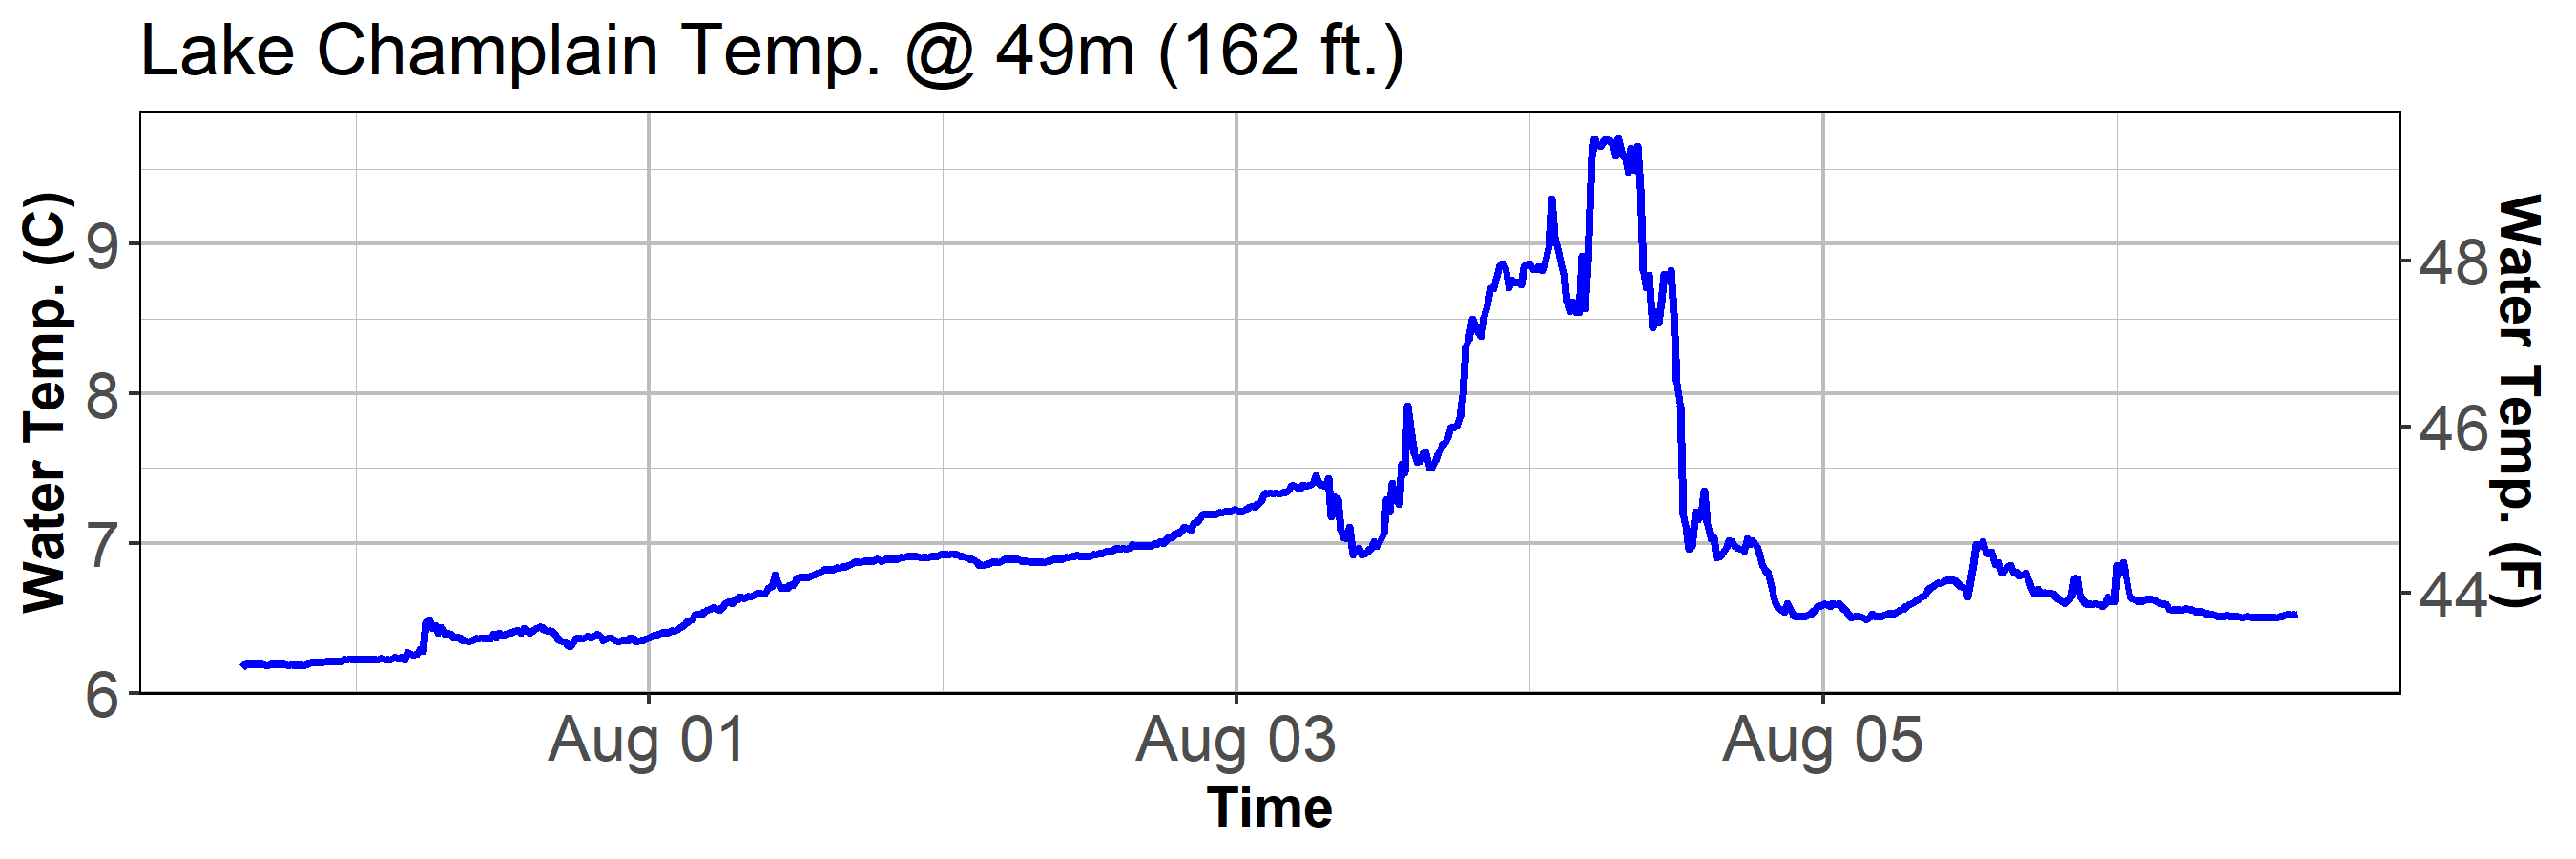 Lake Champlain Temp. @ 49m (162 ft.)
Water Temp. (C)
9
8
7
6
48
46
44
Water Temp. (F)
Aug 01
Aug 03
Aug 05
Time